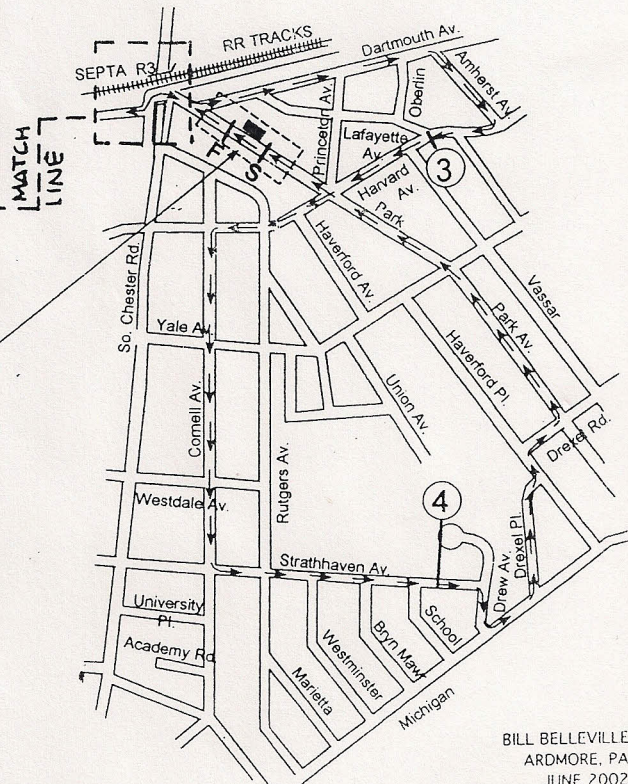 RR TRACKS
Dartmouth Av.
SEPTA R3
Amherst Av.
Oberlin
Princeton Av.
Lafayette
Av.
MATCH
LINE
F
S
3
Harvard
Av.
Park
Haverford Av.
So. Chester Rd.
Vassar
Yale Av.
Park Av.
Haverford Pl.
Cornell Av.
Union Av.
Drexel Rd.
Rutgers Av.
Westdale Av.
4
Strathhaven Av.
Drew Av.
Drexel Pl.
University
Pl.
School
Academy Rd.
Bryn Mawr
Westminster
Marietta
Michigan
BILL BELLEVILLE
ARDMORE, PA
JUNE 2002